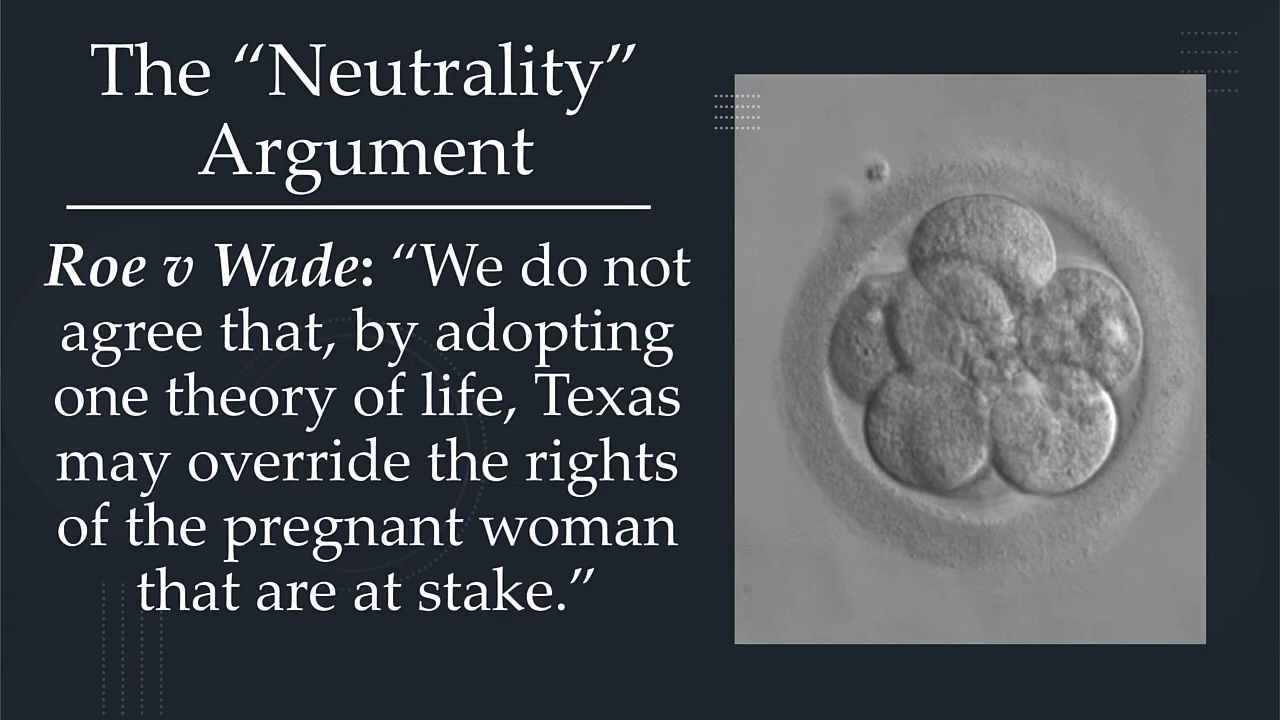 The “Neutrality”
Argument
Roe v Wade: “We do not
agree that, by adopting
one theory of life, Texas
may override the rights
of the pregnant woman
that are at stake.”